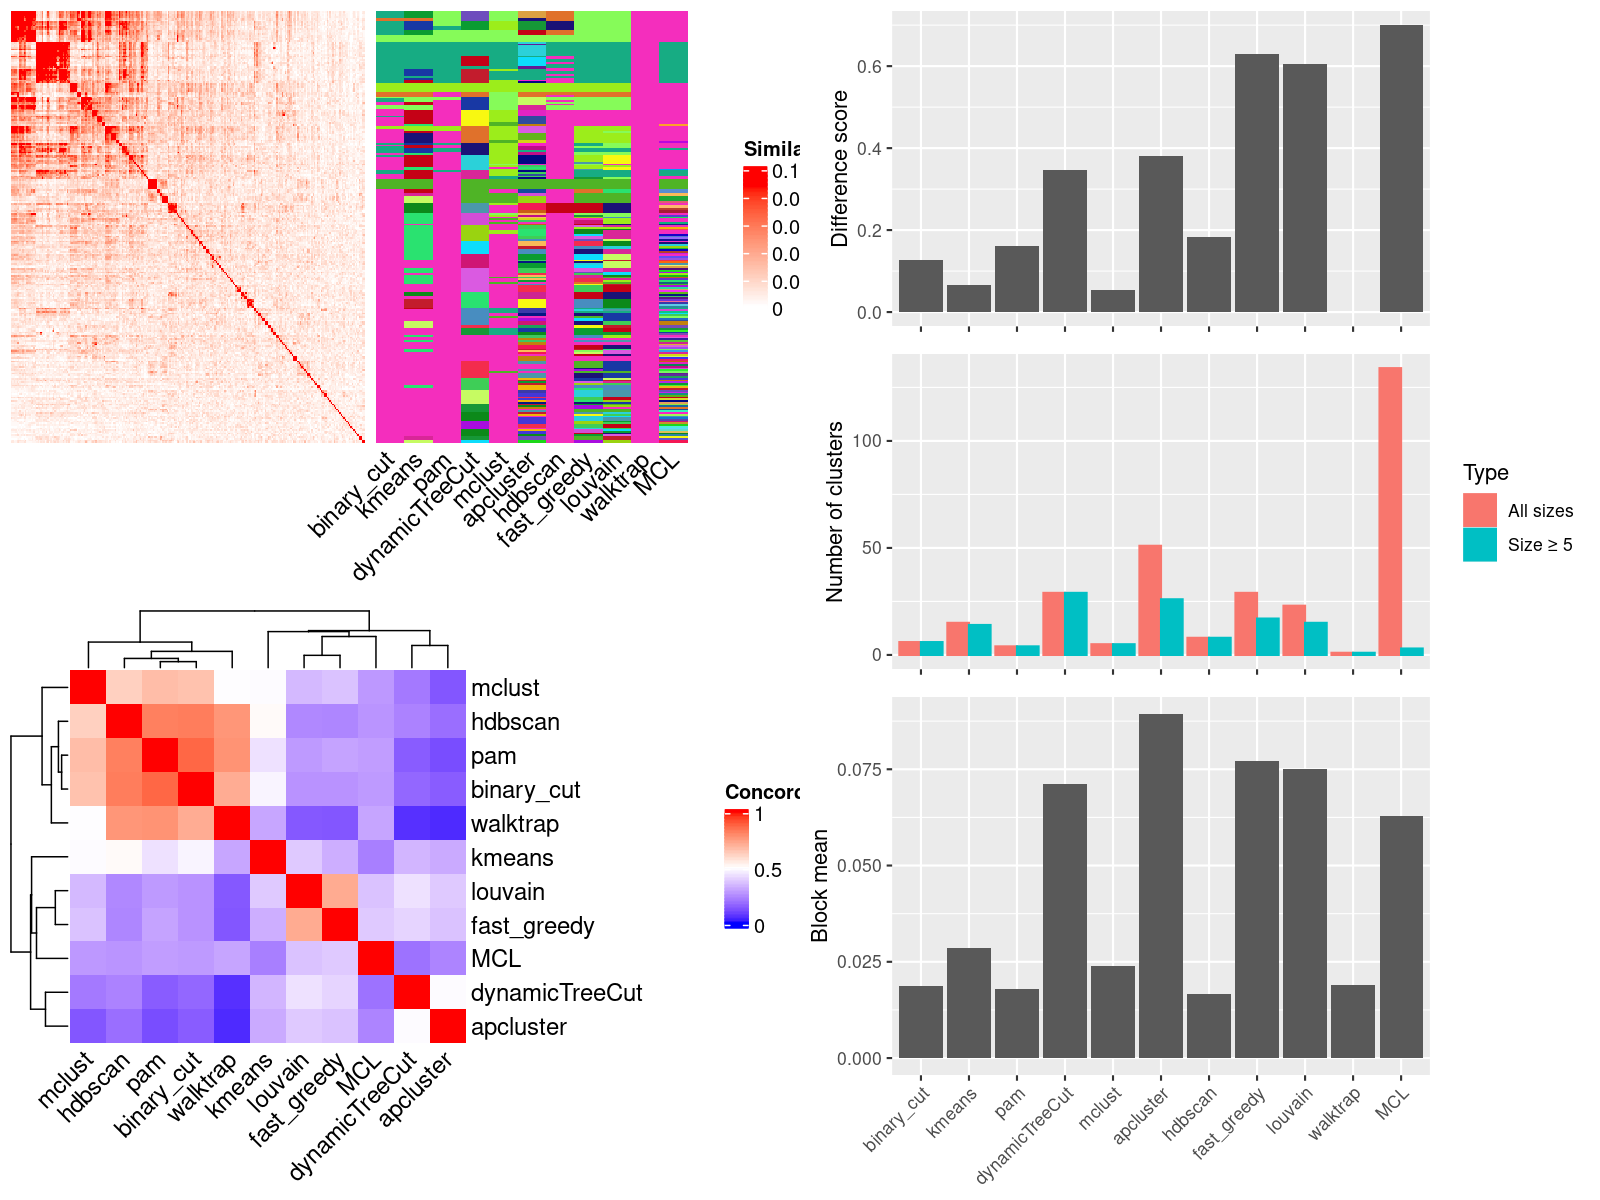 Simila
0.1
0.0
0.0
0.0
0.0
0
binary_cut
kmeans
pam
dynamicTreeCut
mclust
apcluster
hdbscan
fast_greedy
louvain
walktrap
MCL
mclust
hdbscan
pam
binary_cut
walktrap
kmeans
louvain
fast_greedy
MCL
dynamicTreeCut
apcluster
mclust
hdbscan
pam
binary_cut
walktrap
kmeans
louvain
fast_greedy
MCL
dynamicTreeCut
apcluster
Concord
1
0.5
0
Difference score
0.6
0.4
0.2
0.0
Number of clusters
100
50
0
Type
All sizes
Size ≥ 5
Block mean
0.075
0.050
0.025
0.000
binary_cut
kmeans
pam
dynamicTreeCut
mclust
apcluster
hdbscan
fast_greedy
louvain
walktrap
MCL